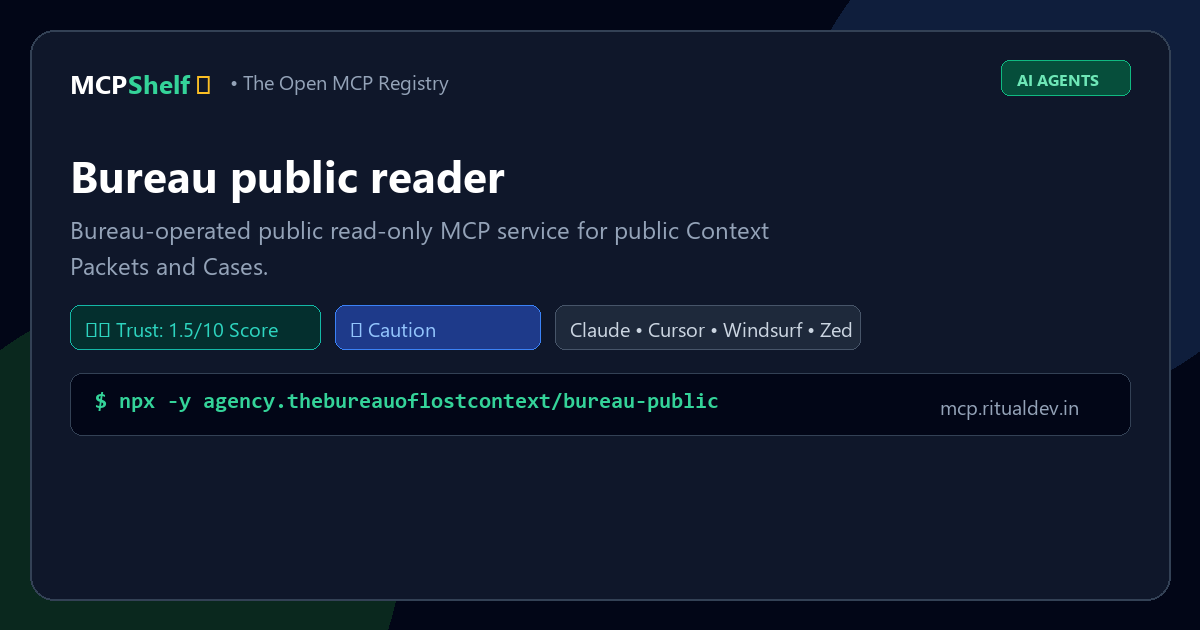 MCPShelf • The Open MCP Registry
AI AGENTS
Bureau public reader
Bureau-operated public read-only MCP service for public Context
Packets and Cases.
Trust: 1.5/10 Score
Caution
Claude • Cursor • Windsurf • Zed
$ npx -y agency.thebureauoflostcontext/bureau-public
mcp.ritualdev.in